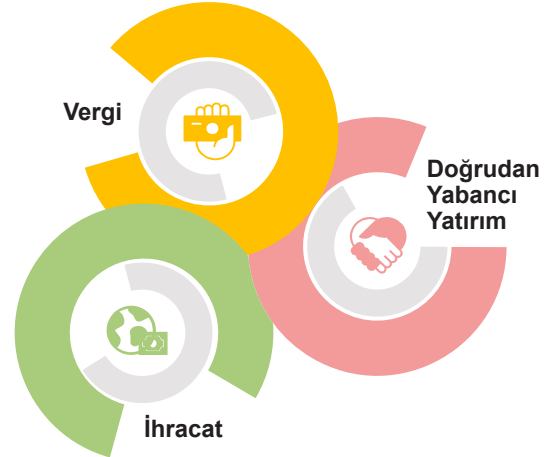 Vergi
Doğrudan
Yabancı
Yatırım
İhracat